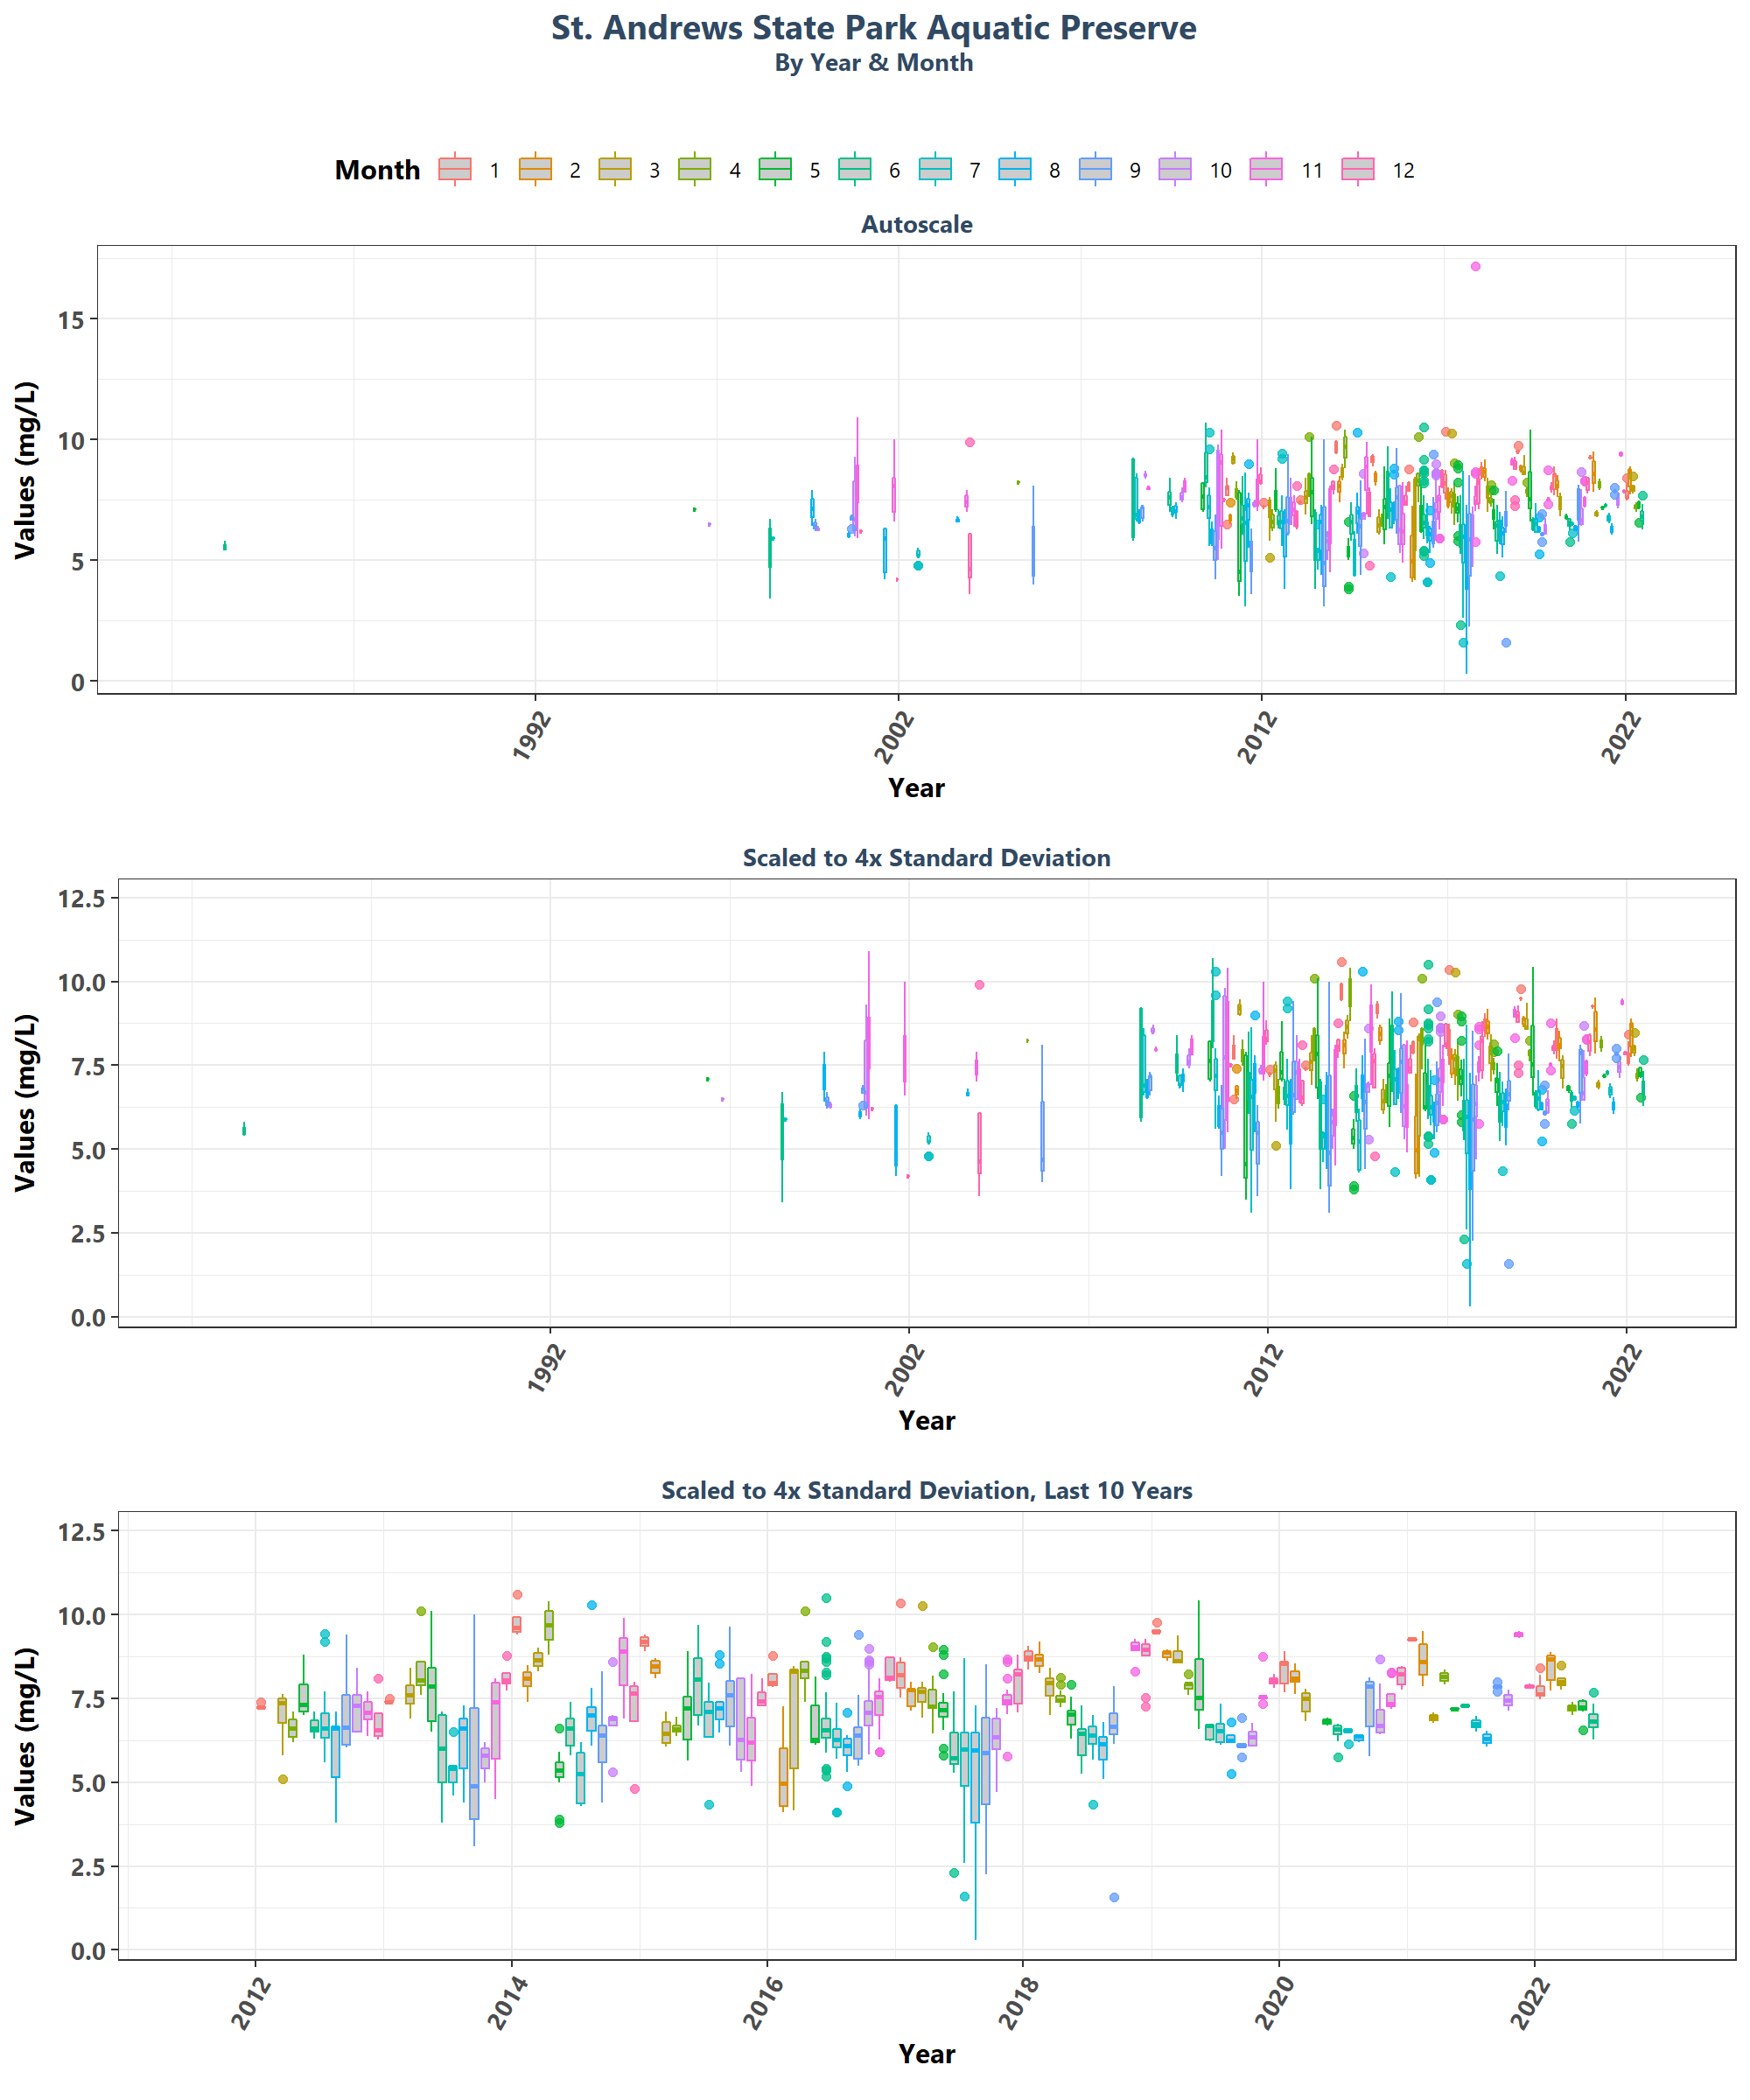 St. Andrews State Park Aquatic Preserve
By Year & Month
Month 1 2 3 4 5 6 7 8 9 10 11 12
Autoscale
Values (mg/L)
15
10
5
0
1992 2002 2012 2022
Year
Scaled to 4x Standard Deviation
Values (mg/L)
12.5
10.0
7.5
5.0
2.5
0.0
1992 2002 2012 2022
Year
Scaled to 4x Standard Deviation, Last 10 Years
Values (mg/L)
12.5
10.0
7.5
5.0
2.5
0.0
2012 2014 2016 2018 2020 2022
Year